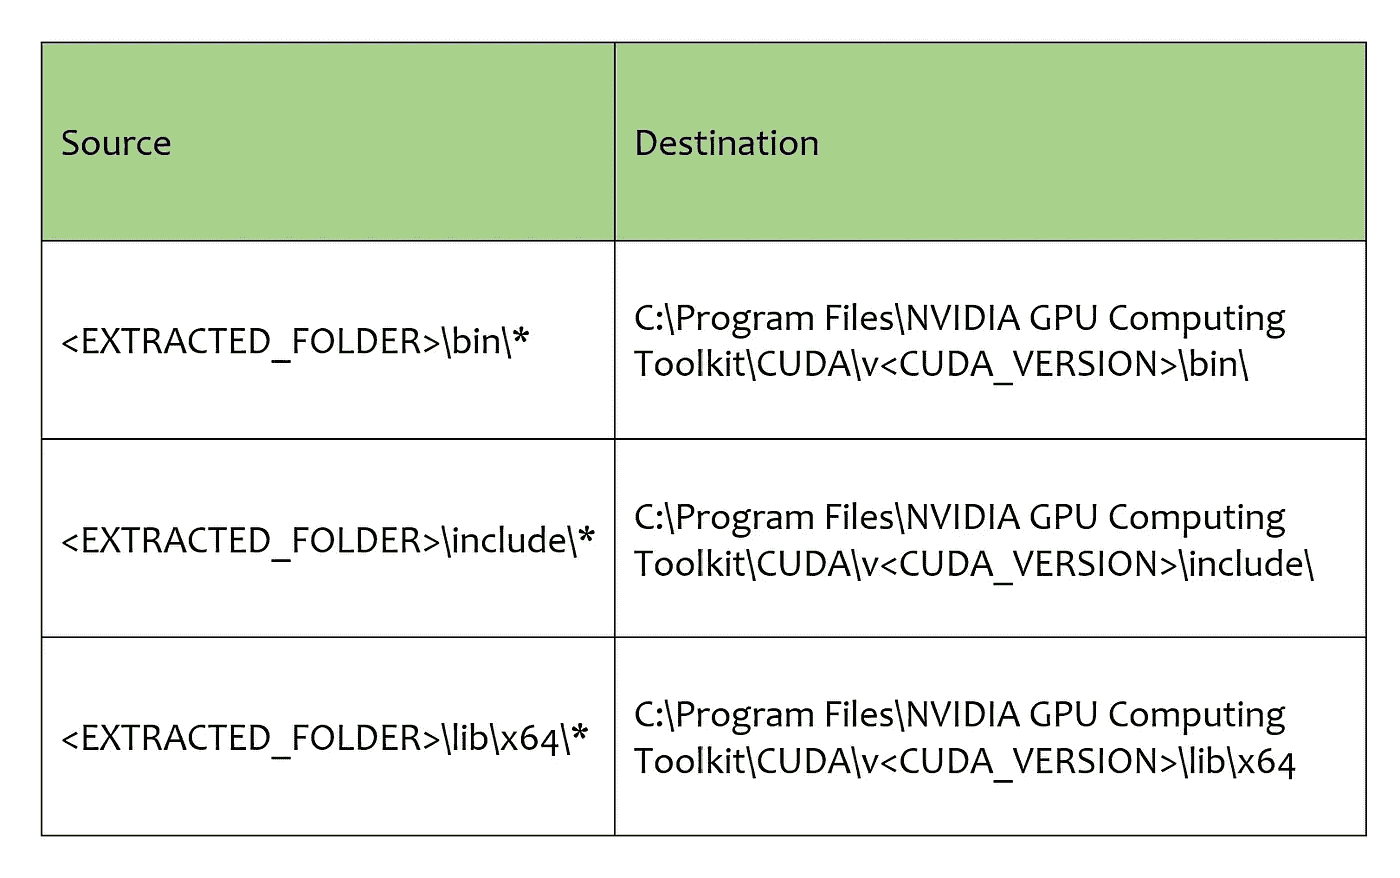 Source
Destination
<EXTRACTED_FOLDER>\bin\*
C:\Program Files\NVIDIA GPU Computing
Toolkit\CUDA\v<CUDA_VERSION>\bin\
<EXTRACTED_FOLDER>\include\*
C:\Program Files\NVIDIA GPU Computing
Toolkit\CUDA\v<CUDA_VERSION>\include\
<EXTRACTED_FOLDER>\lib\x64\*
C:\Program Files\NVIDIA GPU Computing
Toolkit\CUDA\v<CUDA_VERSION>\lib\x64